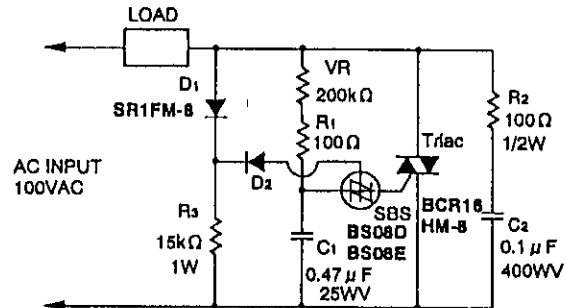 LOAD
D1
SR1FM-8
VR
200kΩ
R1
100Ω
R2
100Ω
1/2W
Triac
AC INPUT
100VAC
D2
SBS
BS08D
BS08E
BCR16
HM-8
R3
15kΩ
1W
C1
0.47μF
25WV
C2
0.1μF
400WV